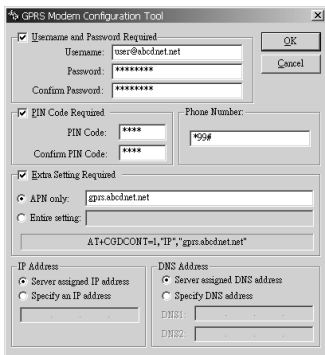 GPRS Modem Configuration Tool
Username and Password Required
Username: user@abcdnet.net
Password: ********
Confirm Password: ********
OK
Cancel
PIN Code Required
PIN Code: ****
Confirm PIN Code: ****
Phone Number:
*99#
Extra Setting Required
APN only: gprs.abcdnet.net
Entire setting:
AT+CGDCONT=1,"IP","gprs.abcdnet.net"
IP Address
Server assigned IP address
Specify an IP address
DNS Address
Server assigned DNS address
Specify DNS address
DNS1:
DNS2: